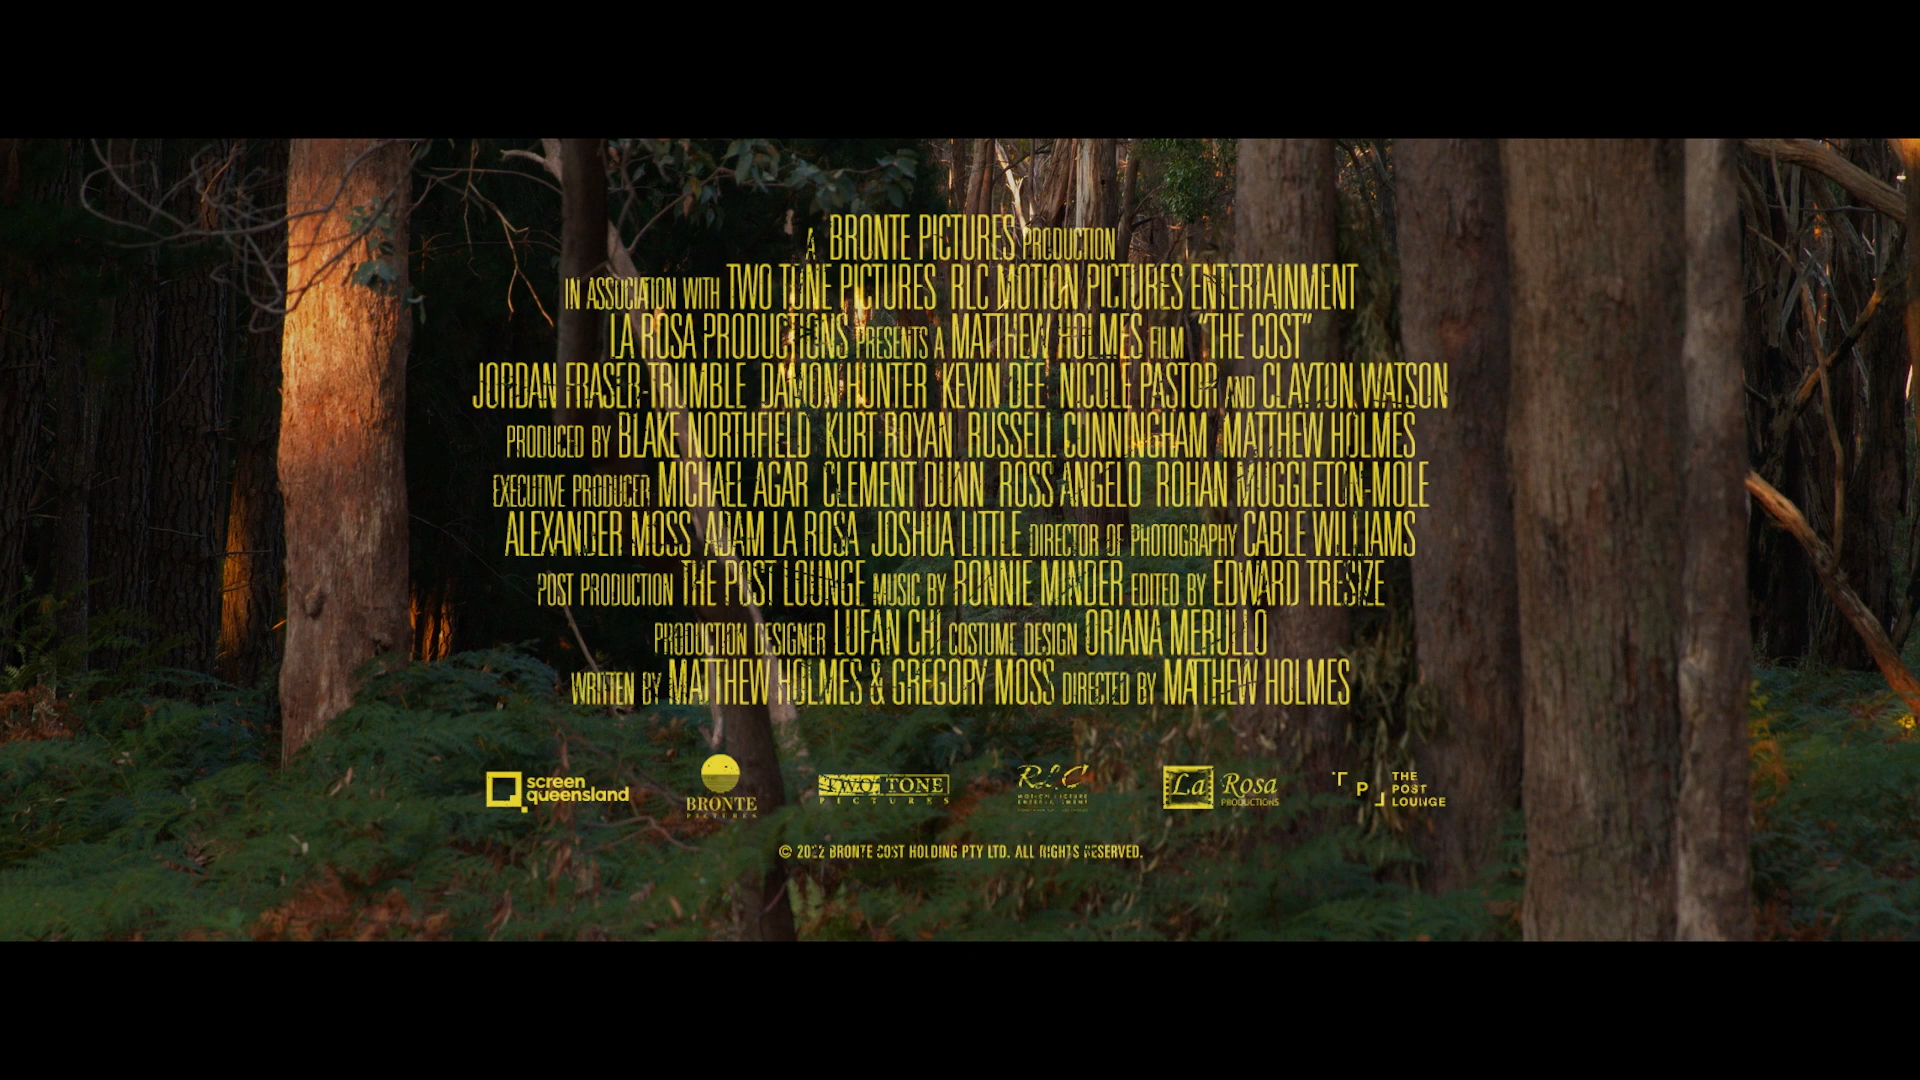 A BRONTE PICTURES PRODUCTION
IN ASSOCIATION WITH TWO TONE PICTURES RLC MOTION PICTURES ENTERTAINMENT
LA ROSA PRODUCTIONS PRESENTS A MATTHEW HOLMES FILM "THE COST"
JORDAN FRASER-TRUMBLE DAMON HUNTER KEVIN DEE NICOLE PASTOR AND CLAYTON WATSON
PRODUCED BY BLAKE NORTHFIELD KURT ROYAN RUSSELL CUNNINGHAM MATTHEW HOLMES
EXECUTIVE PRODUCER MICHAEL AGAR CLEMENT DUNN ROSS ANGELO ROHAN MUGGLETON-MOLE
ALEXANDER MOSS ADAM LA ROSA JOSHUA LITTLE DIRECTOR OF PHOTOGRAPHY CABLE WILLIAMS
POST PRODUCTION THE POST LOUNGE MUSIC BY RONNIE MINDER EDITED BY EDWARD TRESIZE
PRODUCTION DESIGNER LUFAN CHI COSTUME DESIGN ORIANA MERULLO
WRITTEN BY MATTHEW HOLMES & GREGORY MOSS DIRECTED BY MATTHEW HOLMES
screen queensland
BRONTE PICTURES
TWO TONE PICTURES
RLC MOTION PICTURE ENTERTAINMENT
La Rosa PRODUCTIONS
TPL THE POST LOUNGE
© 2022 BRONTE COST HOLDING PTY LTD. ALL RIGHTS RESERVED.